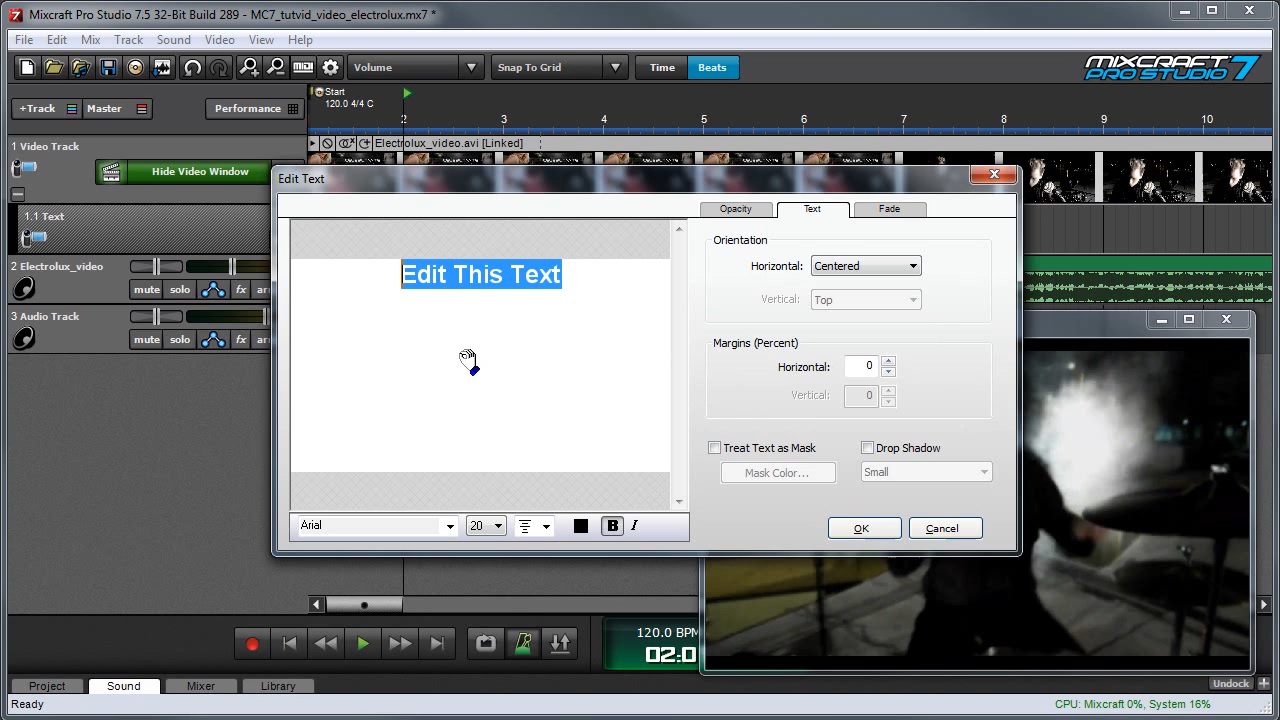 Mixcraft Pro Studio 7.5 32-Bit Build 289 - MC7_tutvid_video_electrolux.mx7 *
File Edit Mix Track Sound Video View Help
Volume Snap To Grid Time Beats
MIXCRAFT PRO STUDIO 7
+Track Master Performance
Start
120.0 4/4 C
2 3 4 5 6 7 8 9 10
1 Video Track
Electrolux_video.avi [Linked]
Hide Video Window
Edit Text
1.1 Text
Opacity Text Fade
Orientation
Horizontal: Centered
Vertical: Top
Edit This Text
2 Electrolux_video
mute solo fx ar
3 Audio Track
mute solo fx ar
Margins (Percent)
Horizontal: 0
Vertical: 0
Treat Text as Mask Drop Shadow
Mask Color... Small
Arial 20 B I
OK Cancel
120.0 BPM
02:0
Project Sound Mixer Library
Undock
Ready
CPU: Mixcraft 0%, System 16%